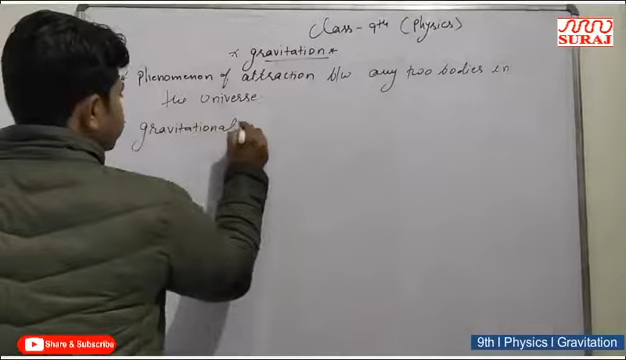 Class - 9th (Physics)
SURAJ
* gravitation *
Phenomenon of attraction b/w any two bodies in
the universe
gravitational
Share & Subscribe
9th I Physics I Gravitation